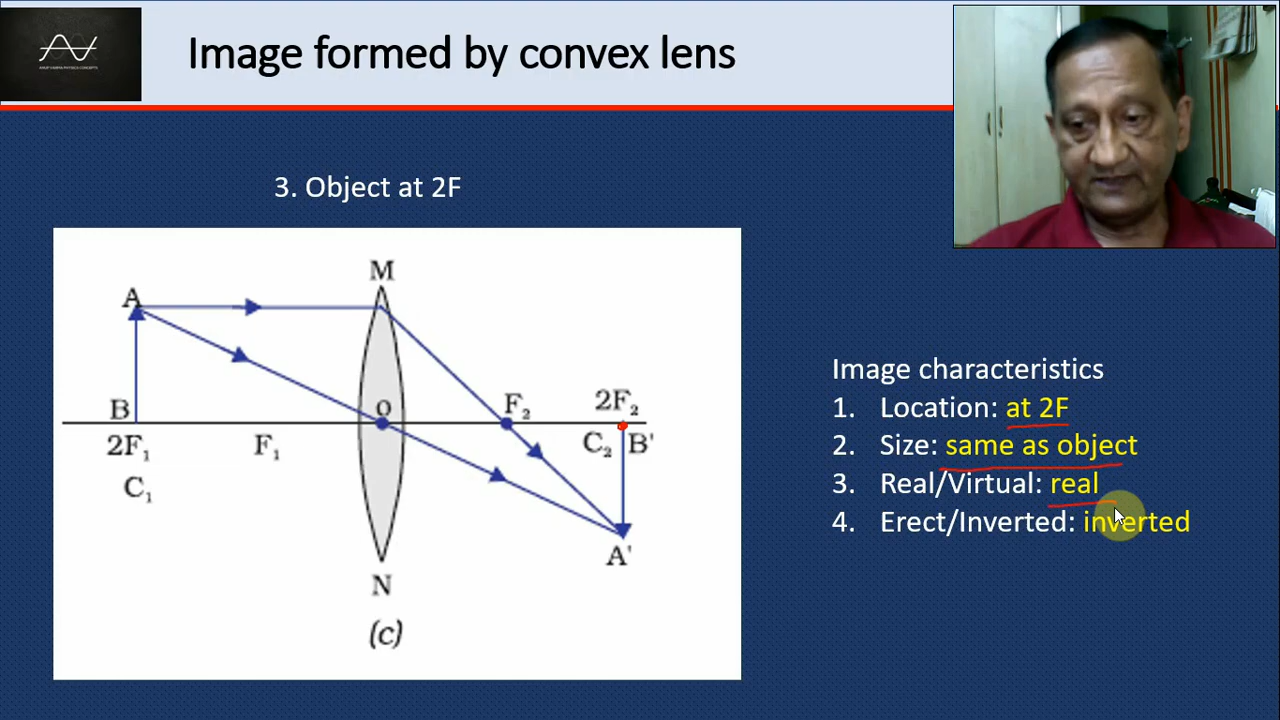 Image formed by convex lens
3. Object at 2F
M
A
B
O
F₂
2F₂
2F₁
F₁
C₂
B'
C₁
A'
N
(c)
Image characteristics
1. Location: at 2F
2. Size: same as object
3. Real/Virtual: real
4. Erect/Inverted: inverted